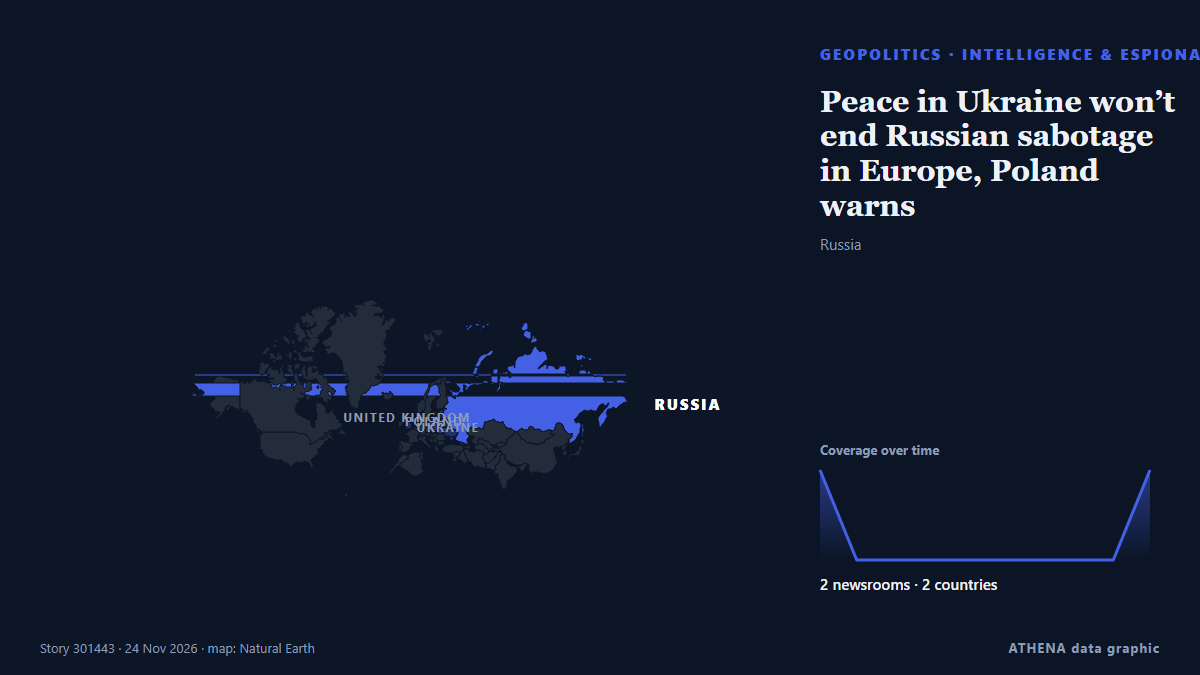 GEOPOLITICS · INTELLIGENCE & ESPIONA
Peace in Ukraine won’t
end Russian sabotage
in Europe, Poland
warns
Russia
RUSSIA
UNITED KINGDOM
POLAND
UKRAINE
Coverage over time
2 newsrooms · 2 countries
Story 301443 · 24 Nov 2026 · map: Natural Earth
ATHENA data graphic